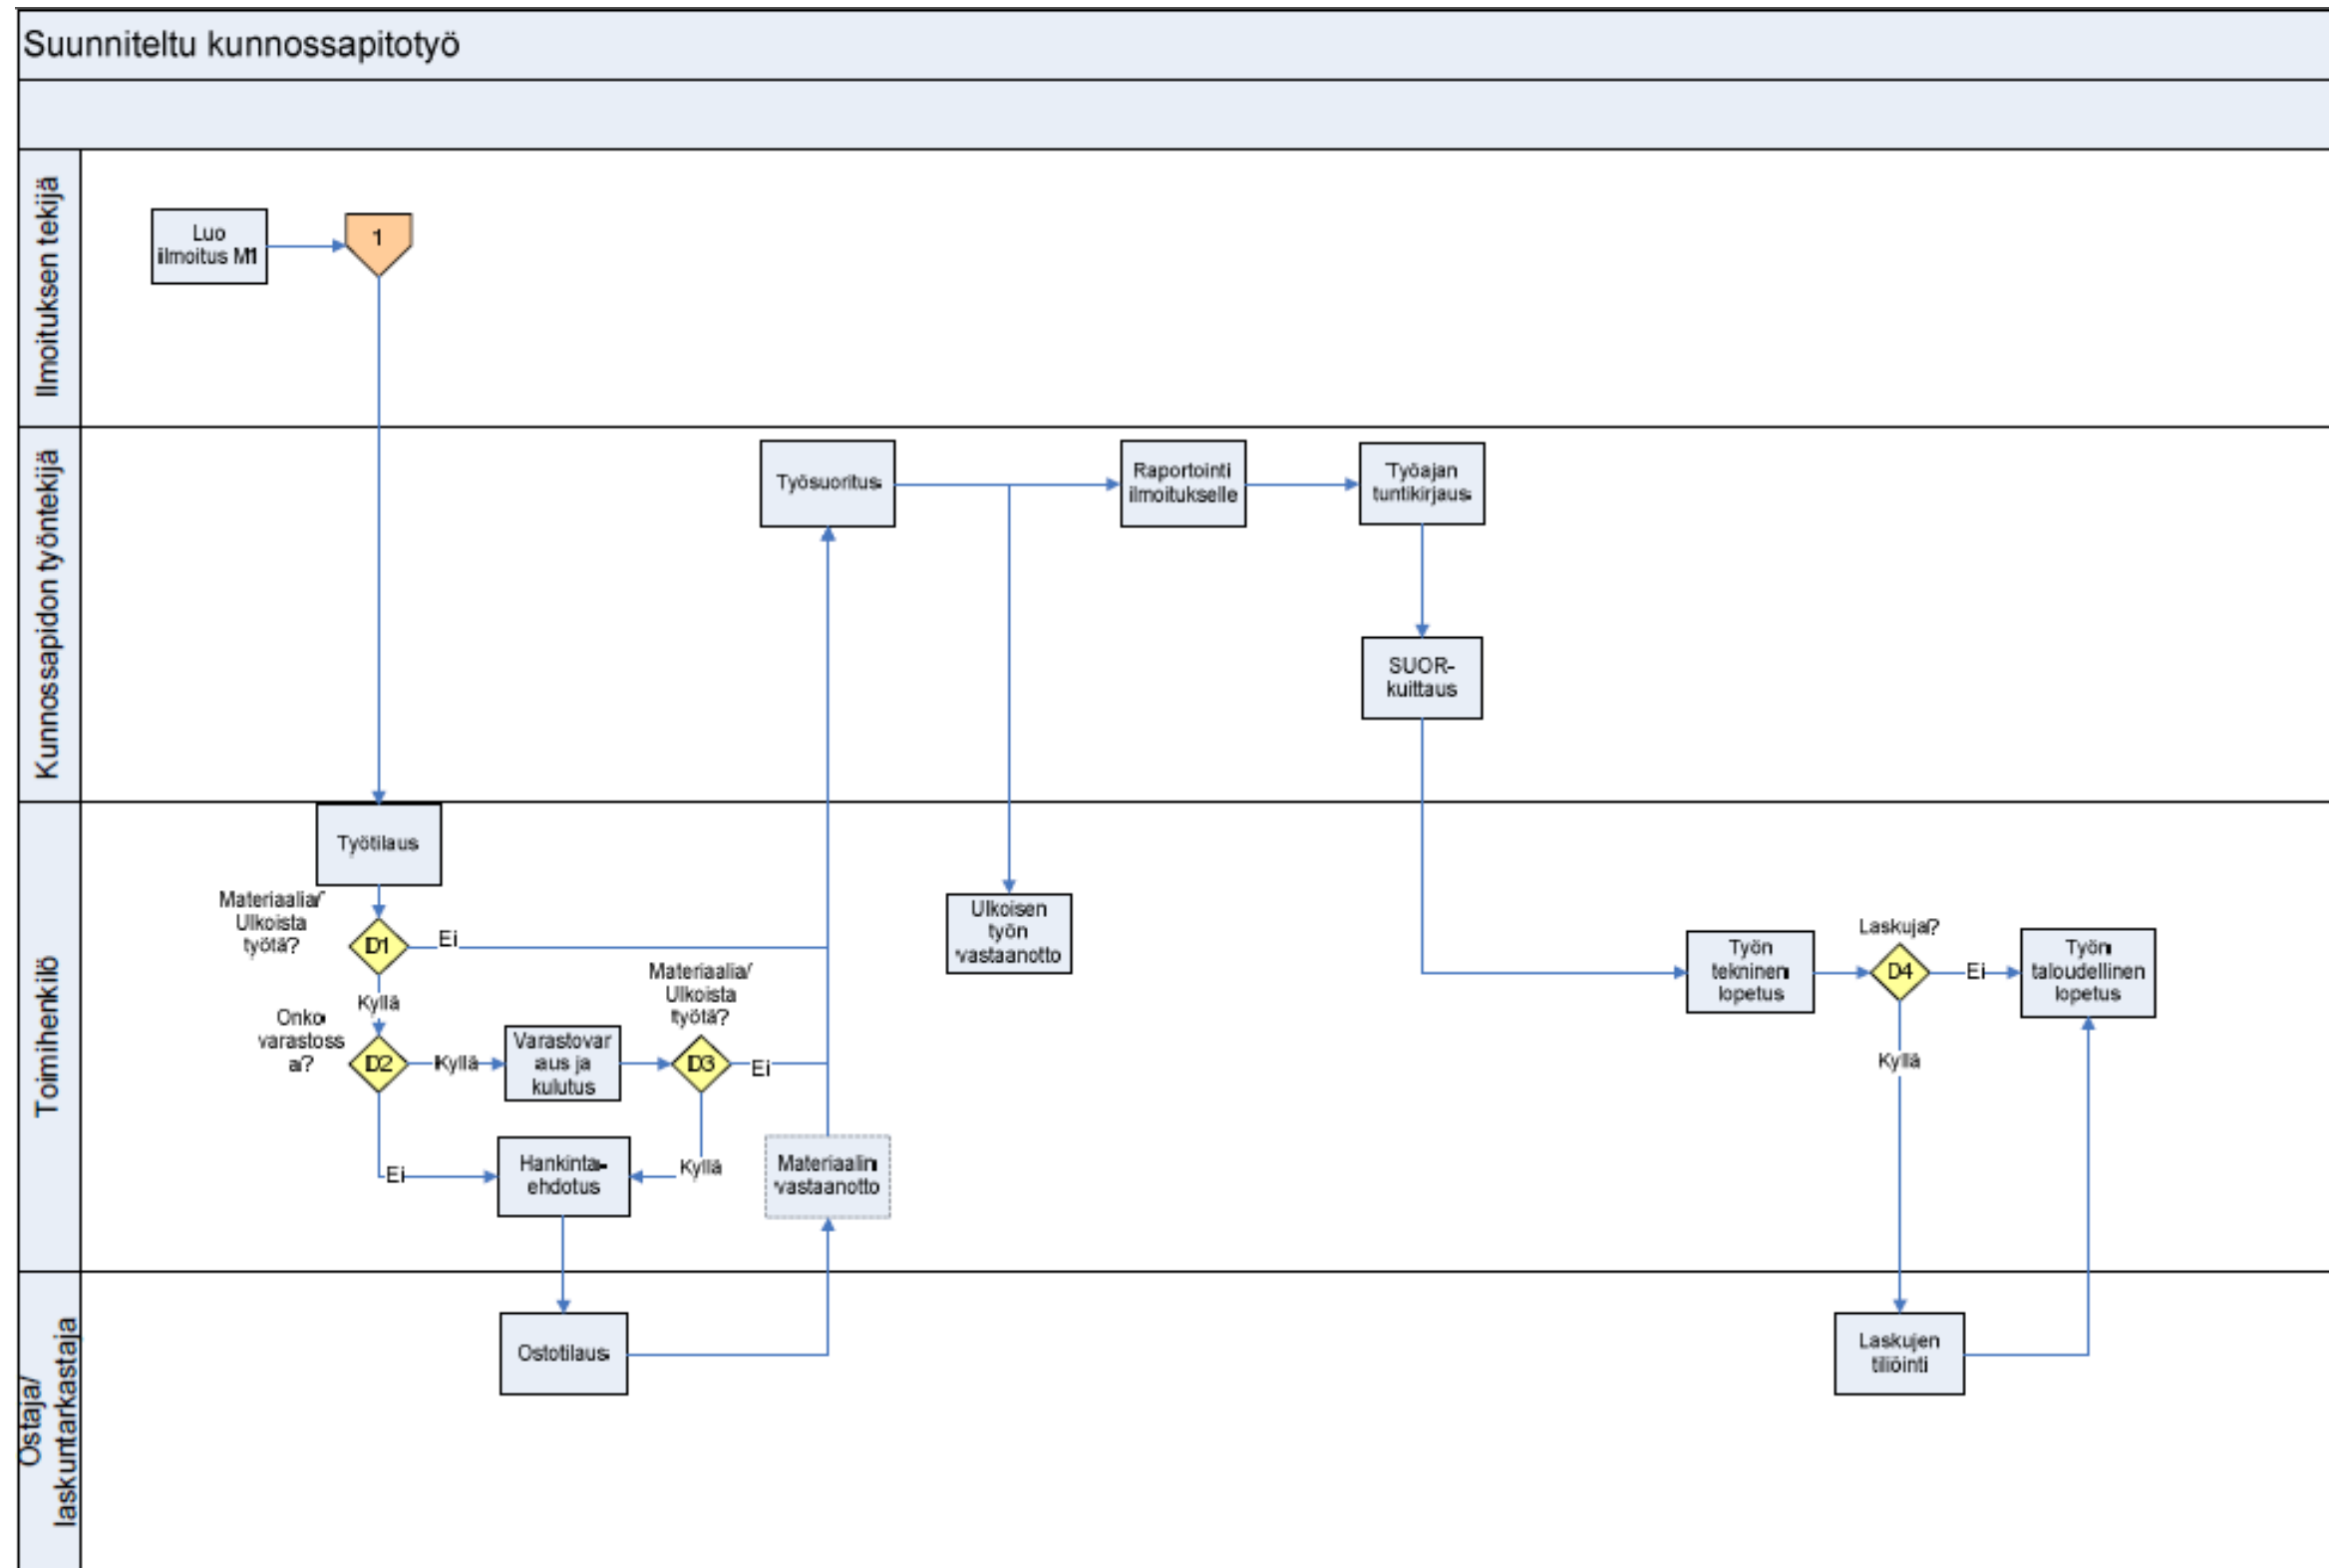 Suunniteltu kunnossapitotyö
Ilmoituksen tekijä
Luo
ilmoitus M1
1
Kunnossapidon työntekijä
Työsuoritus
Raportointi
ilmoitukselle
Työajan
tuntikirjaus
SUOR-
kuittaus
Toimihenkilö
Työtilaus
Materiaalia/
Ulkoista
työtä?
D1
Ei
Kyllä
Onko
varastoss
a?
D2
Kyllä
Varastovar
aus ja
kulutus
Materiaalia/
Ulkoista
työtä?
D3
Ei
Ei
Hankinta-
ehdotus
Kyllä
Materiaalin
vastaanotto
Ulkoisen
työn
vastaanotto
Työn
tekninen
lopetus
Laskuja?
D4
Ei
Kyllä
Työn
taloudellinen
lopetus
Ostaja/
laskuntarkastaja
Ostotilaus
Laskujen
tiliöinti